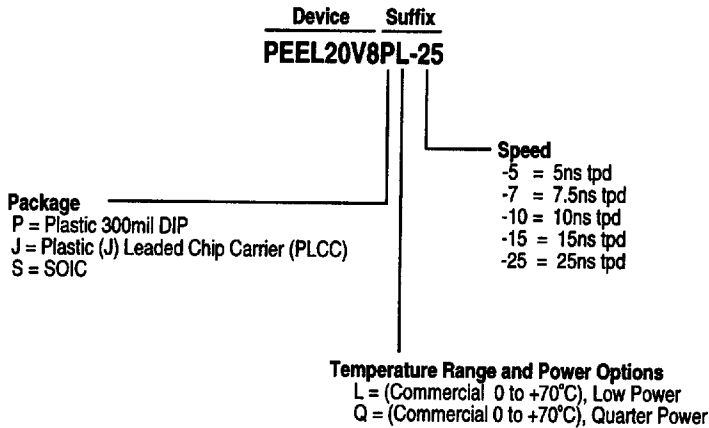 Device Suffix
PEEL20V8PL-25
Speed
-5 = 5ns tpd
-7 = 7.5ns tpd
-10 = 10ns tpd
-15 = 15ns tpd
-25 = 25ns tpd
Package
P = Plastic 300mil DIP
J = Plastic (J) Leaded Chip Carrier (PLCC)
S = SOIC
Temperature Range and Power Options
L = (Commercial 0 to +70°C), Low Power
Q = (Commercial 0 to +70°C), Quarter Power